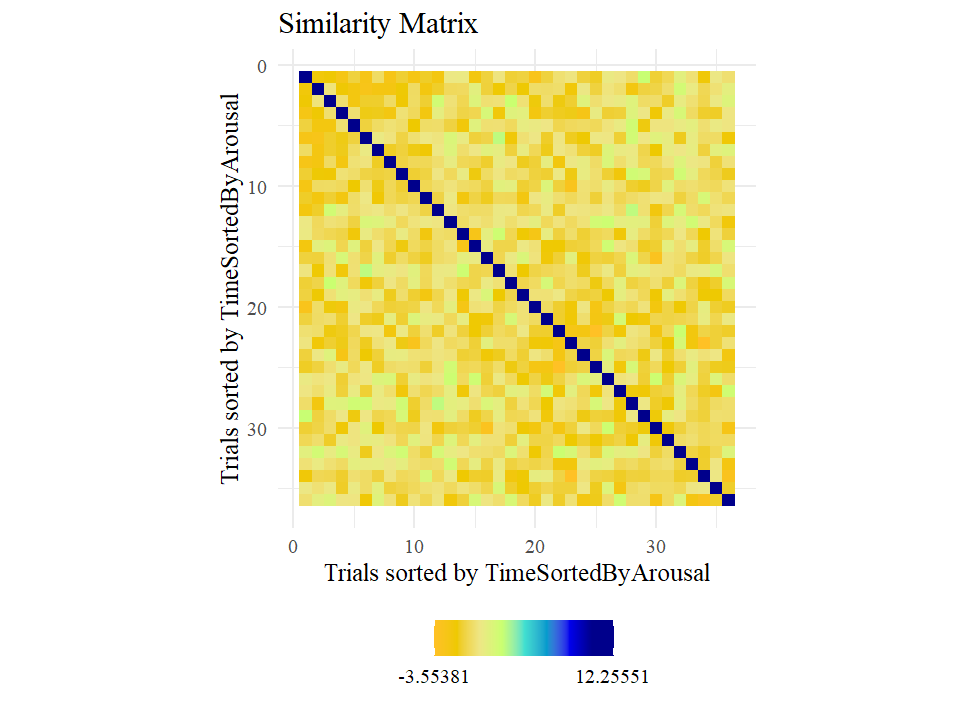 Similarity Matrix
0
10
20
30
Trials sorted by TimeSortedByArousal
0 10 20 30
Trials sorted by TimeSortedByArousal
-3.55381 12.25551